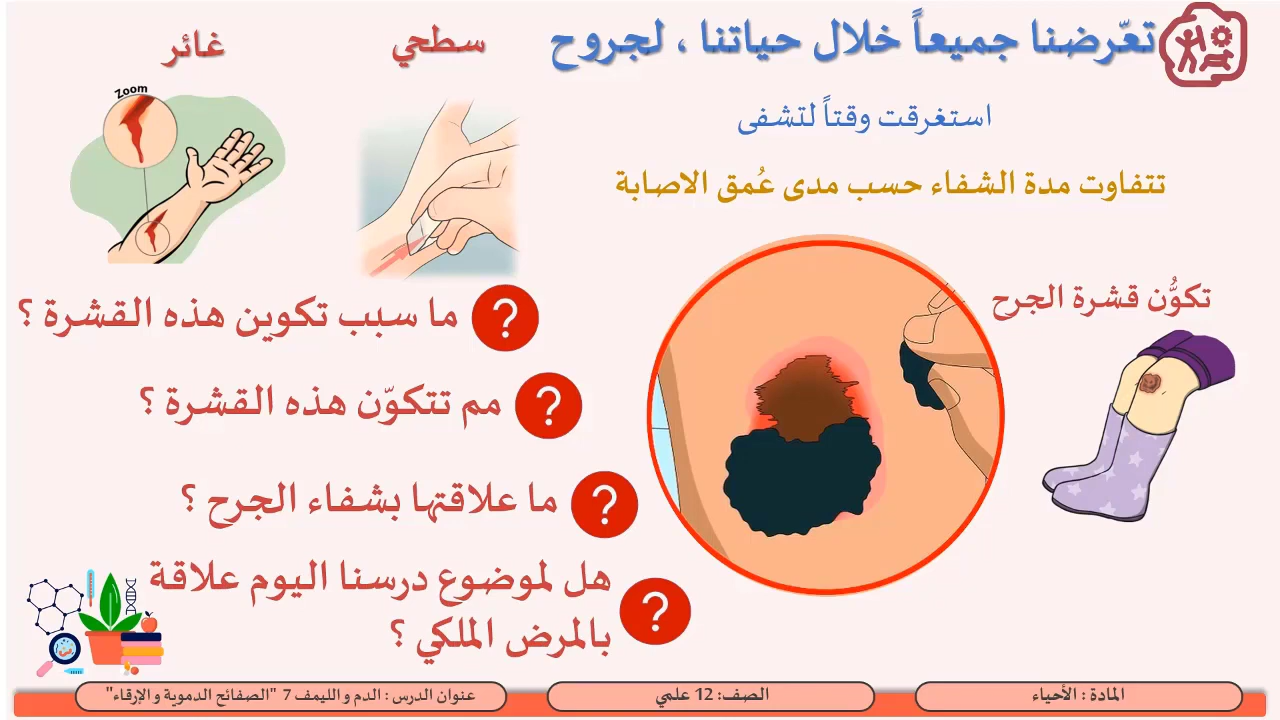 تعّرضنا جميعاً خلال حياتنا ، لجروح
سطحي
غائر
Zoom
استغرقت وقتاً لتشفى
تتفاوت مدة الشفاء حسب مدى عُمق الاصابة
تكوُّن قشرة الجرح
ما سبب تكوين هذه القشرة ؟
مم تتكوّن هذه القشرة ؟
ما علاقتها بشفاء الجرح ؟
هل لموضوع درسنا اليوم علاقة
بالمرض الملكي ؟
المادة : الأحياء
الصف: 12 علمي
عنوان الدرس : الدم و الليمف 7 "الصفائح الدموية و الإرقاء"